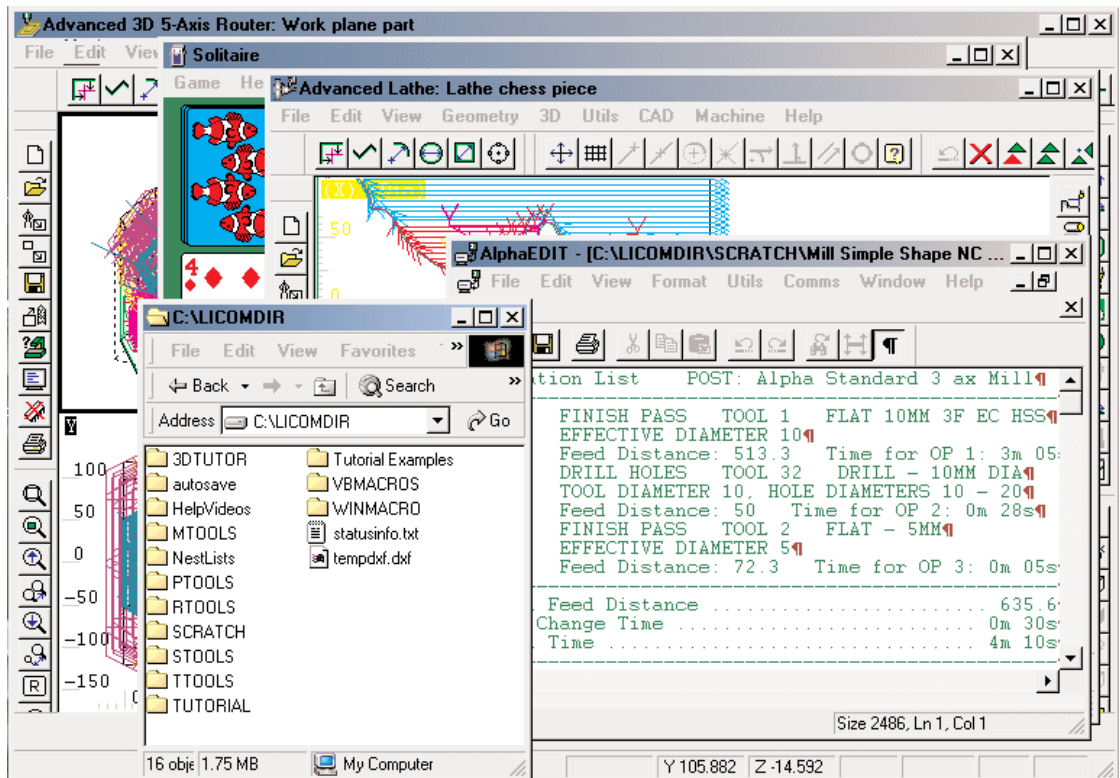 Advanced 3D 5-Axis Router: Work plane part
File Edit View
Solitaire
Game He
Advanced Lathe: Lathe chess piece
File Edit View Geometry 3D Utils CAD Machine Help
(X)
50
0
4
AlphaEDIT - [C:\LICOMDIR\SCRATCH\Mill Simple Shape NC ...
File Edit View Format Utils Comms Window Help
ation List POST: Alpha Standard 3 ax Mill¶
FINISH PASS TOOL 1 FLAT 10MM 3F EC HSS¶
EFFECTIVE DIAMETER 10¶
Feed Distance: 513.3 Time for OP 1: 3m 05s
DRILL HOLES TOOL 32 DRILL - 10MM DIA¶
TOOL DIAMETER 10, HOLE DIAMETERS 10 - 20¶
Feed Distance: 50 Time for OP 2: 0m 28s¶
FINISH PASS TOOL 2 FLAT - 5MM¶
EFFECTIVE DIAMETER 5¶
Feed Distance: 72.3 Time for OP 3: 0m 05s
Feed Distance ........................ 635.6
Change Time ........................ 0m 30s
Time ............................... 4m 10s
Size 2486, Ln 1, Col 1
C:\LICOMDIR
File Edit View Favorites »
Back Search »
Address C:\LICOMDIR Go
3DTUTOR
autosave
HelpVideos
MTOOLS
NestLists
PTOOLS
RTOOLS
SCRATCH
STOOLS
TTOOLS
TUTORIAL
Tutorial Examples
VBMACROS
WINMACRO
statusinfo.txt
tempdxf.dxf
16 obje 1.75 MB My Computer
Y
100
50
0
-50
-100
-150
R
Y 105.882 Z -14.592